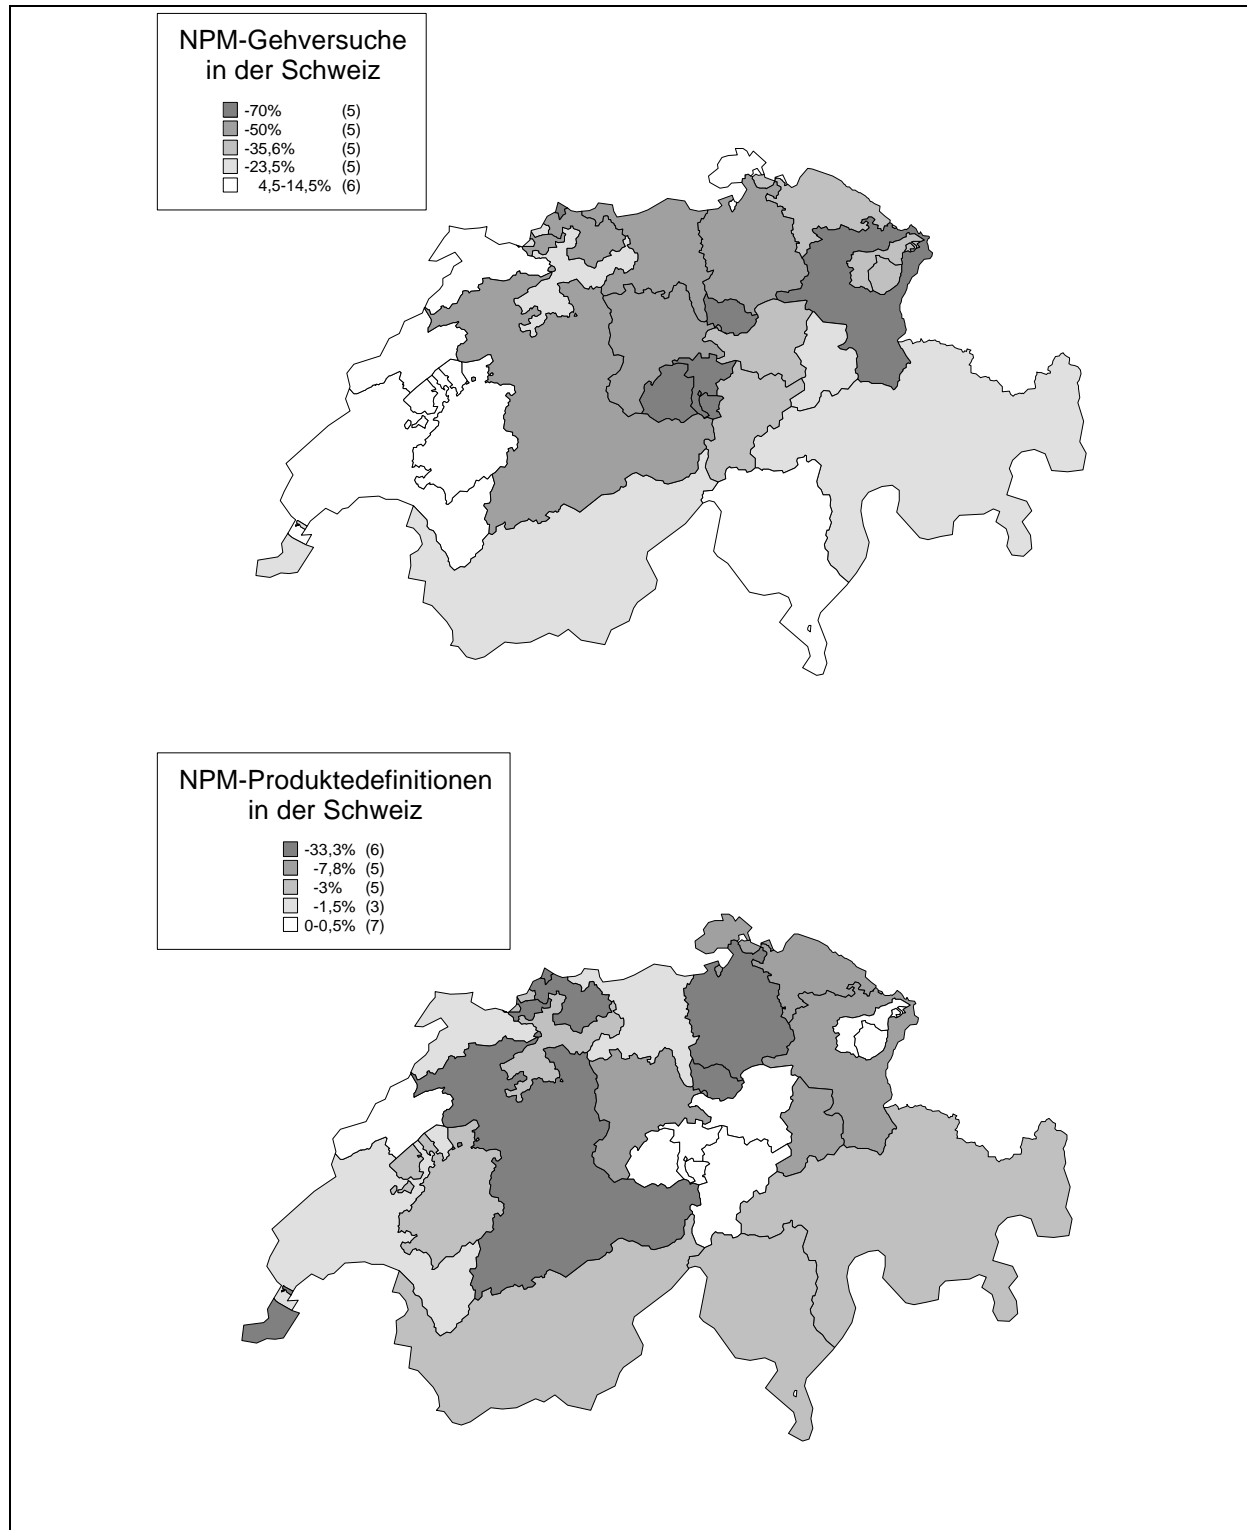 NPM-Gehversuche
in der Schweiz
-70% (5)
-50% (5)
-35,6% (5)
-23,5% (5)
4,5-14,5% (6)
NPM-Produktedefinitionen
in der Schweiz
-33,3% (6)
-7,8% (5)
-3% (5)
-1,5% (3)
0-0,5% (7)